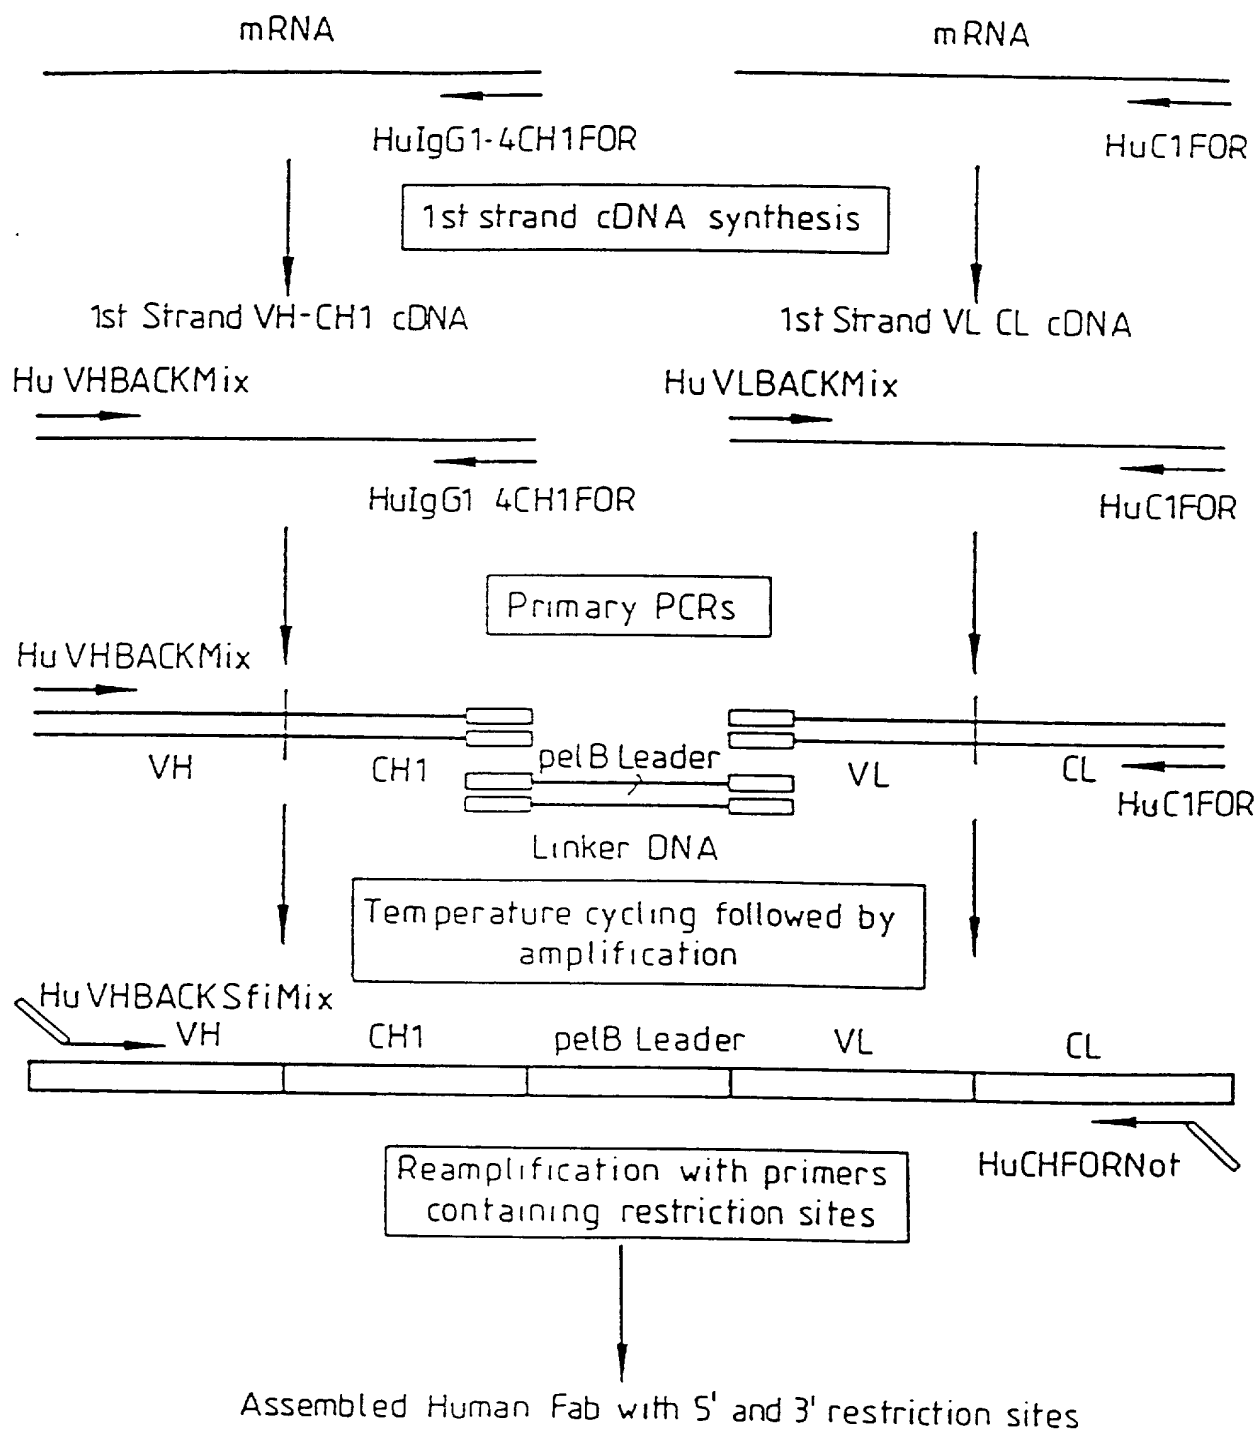 mRNA
mRNA
HuIgG1-4CH1FOR
HuC1FOR
1st strand cDNA synthesis
1st Strand VH-CH1 cDNA
1st Strand VL CL cDNA
Hu VHBACKMix
Hu VLBACKMix
HuIgG1 4CH1FOR
HuC1FOR
Primary PCRs
Hu VHBACKMix
VH
CH1
pelB Leader
VL
CL
HuC1FOR
Linker DNA
Temperature cycling followed by
amplification
Hu VHBACKSfiMix
VH
CH1
pelB Leader
VL
CL
HuCHFORNot
Reamplification with primers
containing restriction sites
Assembled Human Fab with 5' and 3' restriction sites